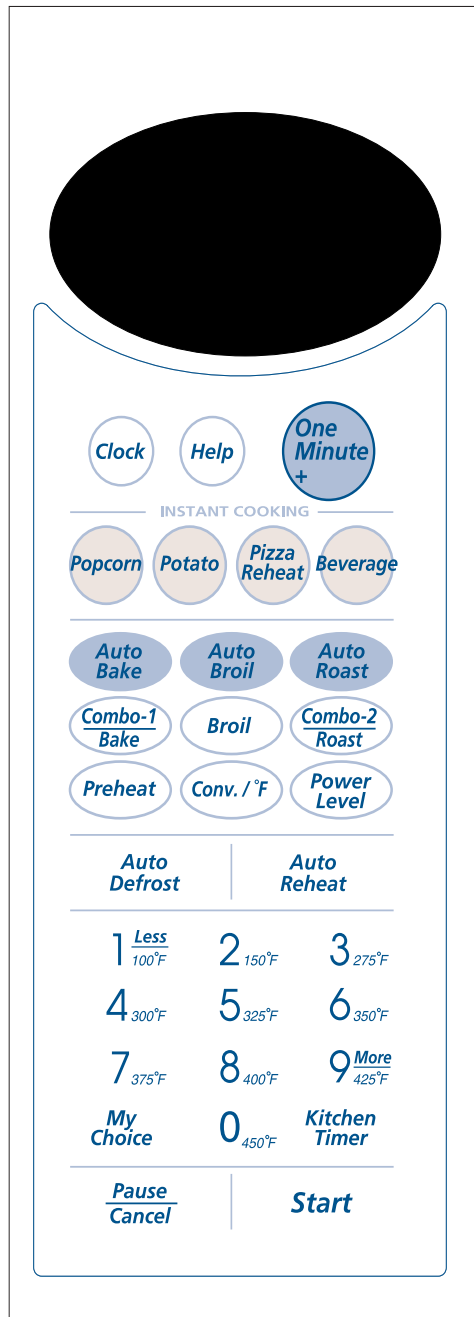 Clock
Help
One
Minute
+
INSTANT COOKING
Popcorn
Potato
Pizza
Reheat
Beverage
Auto
Bake
Auto
Broil
Auto
Roast
Combo-1
Bake
Broil
Combo-2
Roast
Preheat
Conv. / °F
Power
Level
Auto
Defrost
Auto
Reheat
1 Less
100°F
2 150°F
3 275°F
4 300°F
5 325°F
6 350°F
7 375°F
8 400°F
9 More
425°F
My
Choice
0 450°F
Kitchen
Timer
Pause
Cancel
Start